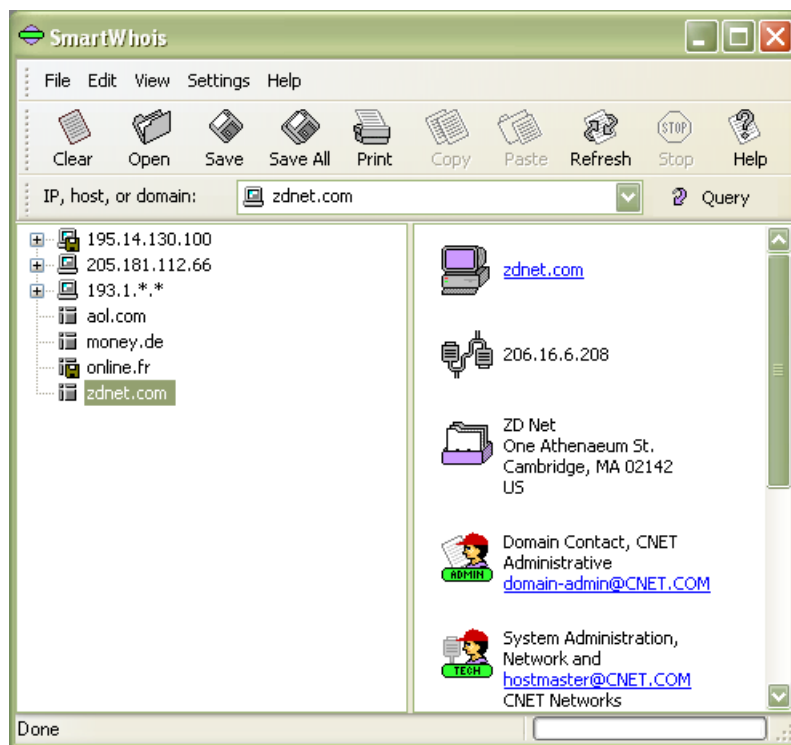 SmartWhois
File Edit View Settings Help
Clear Open Save Save All Print Copy Paste Refresh Stop Help
STOP
IP, host, or domain: zdnet.com Query
195.14.130.100
205.181.112.66
193.1.*.*
aol.com
money.de
online.fr
zdnet.com
zdnet.com
206.16.6.208
ZD Net
One Athenaeum St.
Cambridge, MA 02142
US
Domain Contact, CNET
Administrative
domain-admin@CNET.COM
ADMIN
System Administration,
Network and
hostmaster@CNET.COM
CNET Networks
TECH
Done